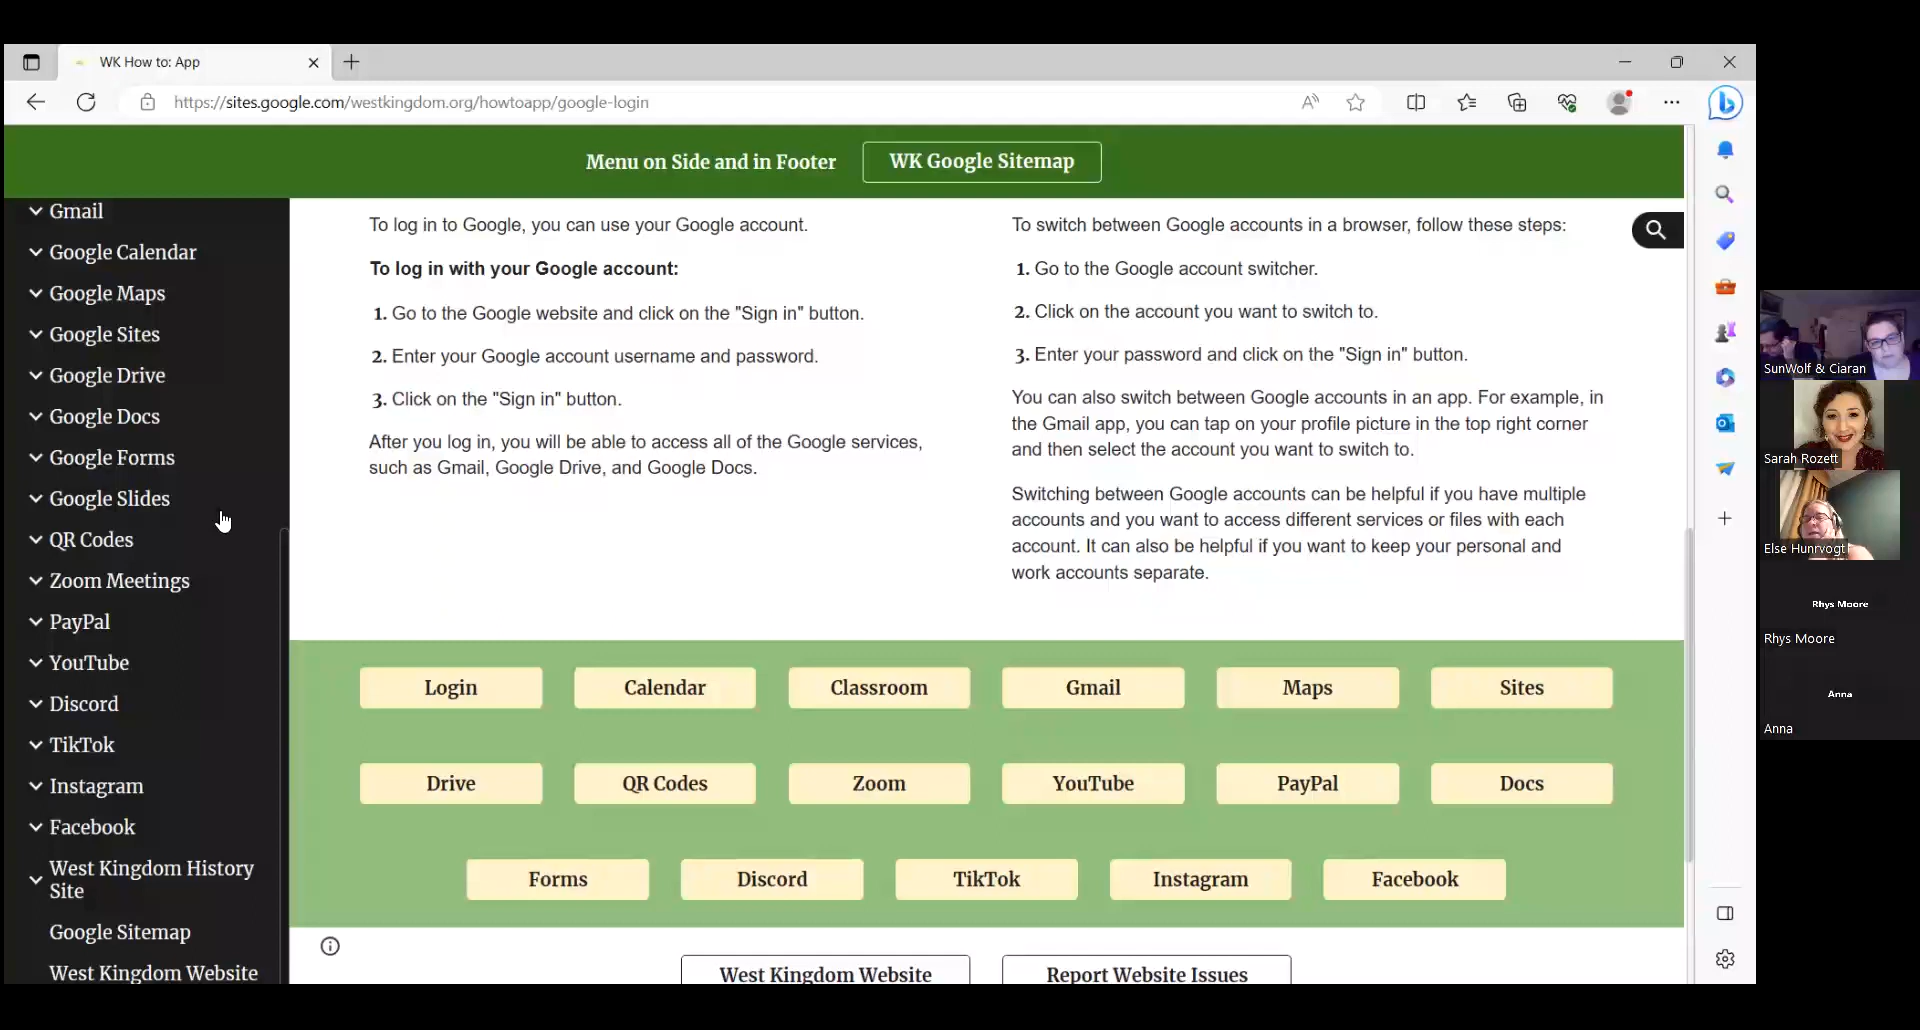 WK How to: App
https://sites.google.com/westkingdom.org/howtoapp/google-login
Menu on Side and in Footer
WK Google Sitemap
Gmail
Google Calendar
Google Maps
Google Sites
Google Drive
Google Docs
Google Forms
Google Slides
QR Codes
Zoom Meetings
PayPal
YouTube
Discord
TikTok
Instagram
Facebook
West Kingdom History
Site
Google Sitemap
West Kingdom Website
To log in to Google, you can use your Google account.
To log in with your Google account:
1. Go to the Google website and click on the "Sign in" button.
2. Enter your Google account username and password.
3. Click on the "Sign in" button.
After you log in, you will be able to access all of the Google services,
such as Gmail, Google Drive, and Google Docs.
To switch between Google accounts in a browser, follow these steps:
1. Go to the Google account switcher.
2. Click on the account you want to switch to.
3. Enter your password and click on the "Sign in" button.
You can also switch between Google accounts in an app. For example, in
the Gmail app, you can tap on your profile picture in the top right corner
and then select the account you want to switch to.
Switching between Google accounts can be helpful if you have multiple
accounts and you want to access different services or files with each
account. It can also be helpful if you want to keep your personal and
work accounts separate.
Login
Calendar
Classroom
Gmail
Maps
Sites
Drive
QR Codes
Zoom
YouTube
PayPal
Docs
Forms
Discord
TikTok
Instagram
Facebook
West Kingdom Website
Report Website Issues
SunWolf & Ciaran
Sarah Rozett
Else Hunrvogt
Rhys Moore
Rhys Moore
Anna
Anna